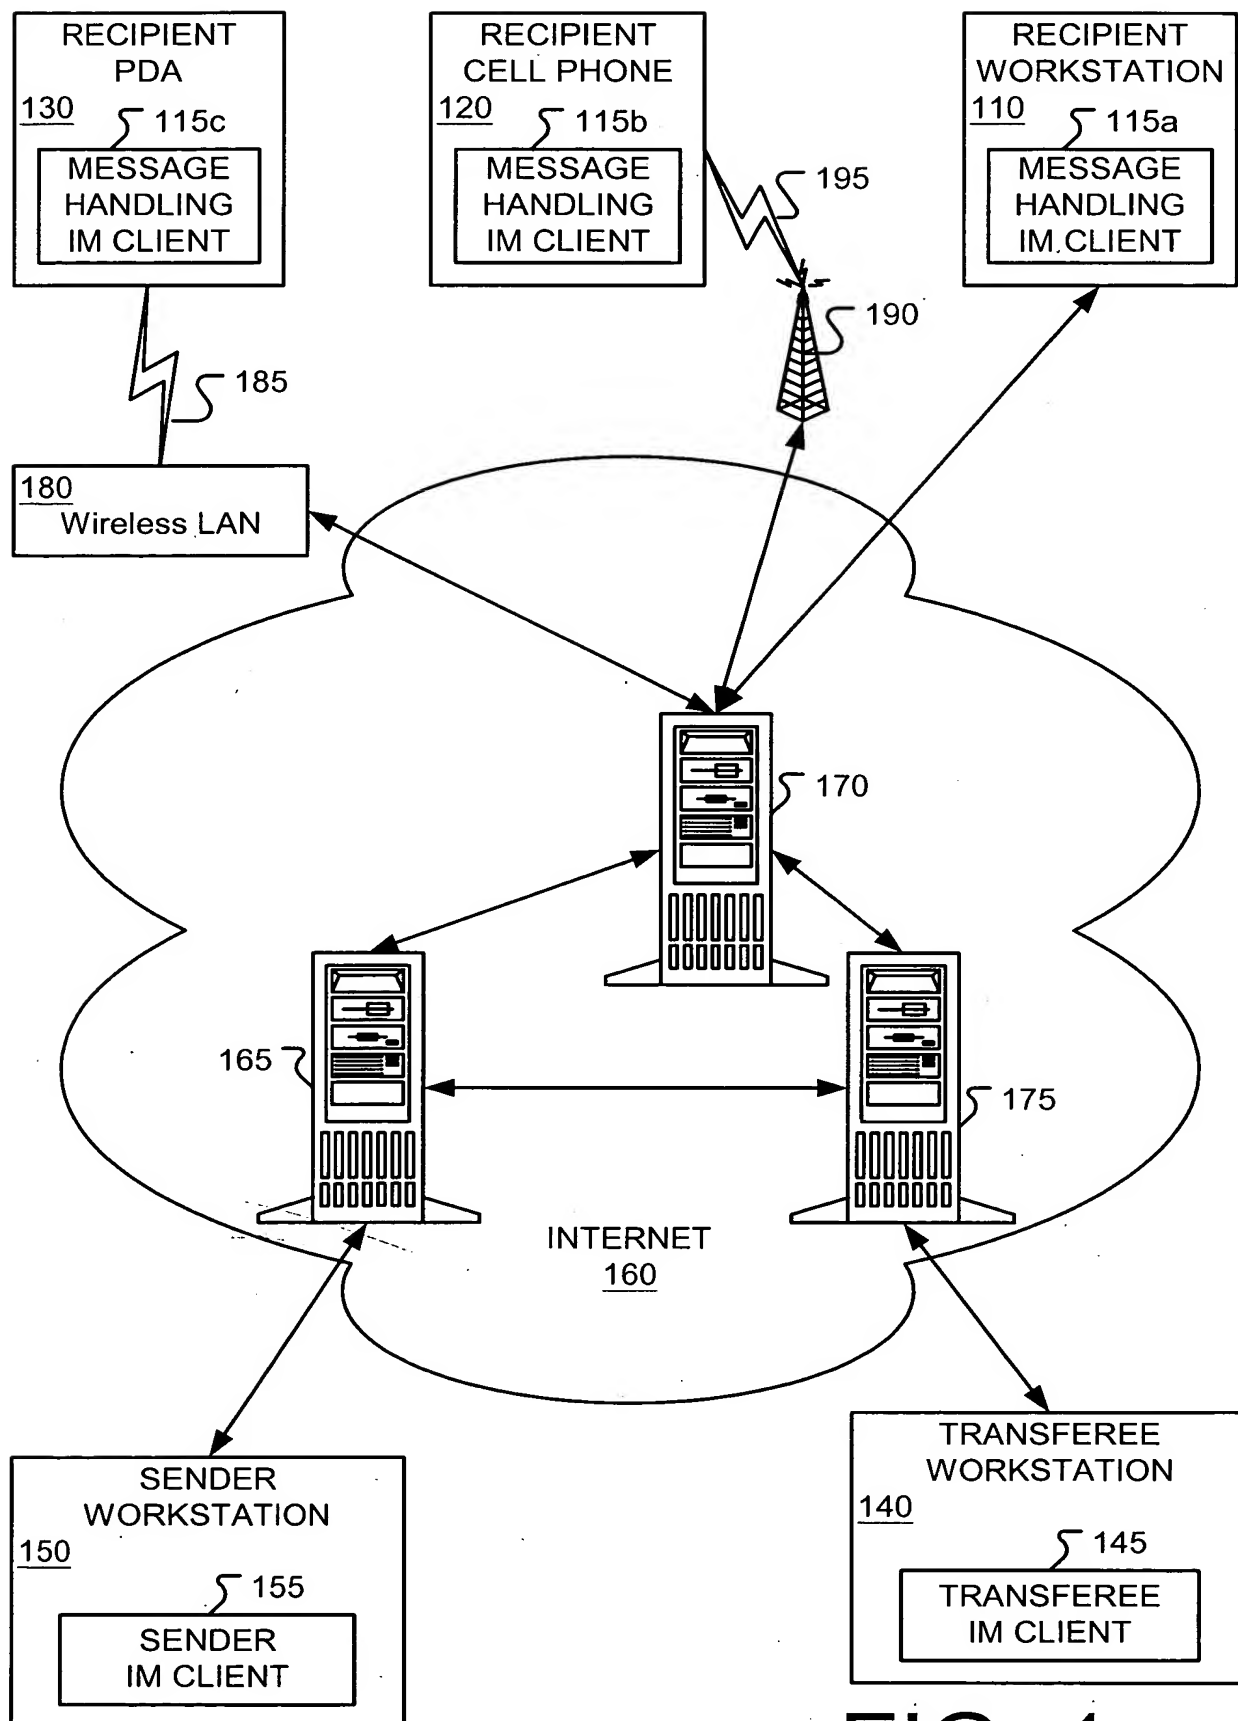 RECIPIENT
PDA
130
115c
MESSAGE
HANDLING
IM CLIENT
RECIPIENT
CELL PHONE
120
115b
MESSAGE
HANDLING
IM CLIENT
RECIPIENT
WORKSTATION
110
115a
MESSAGE
HANDLING
IM CLIENT
195
190
185
180
Wireless LAN
170
165
175
INTERNET
160
SENDER
WORKSTATION
150
155
SENDER
IM CLIENT
TRANSFEREE
WORKSTATION
140
145
TRANSFEREE
IM CLIENT